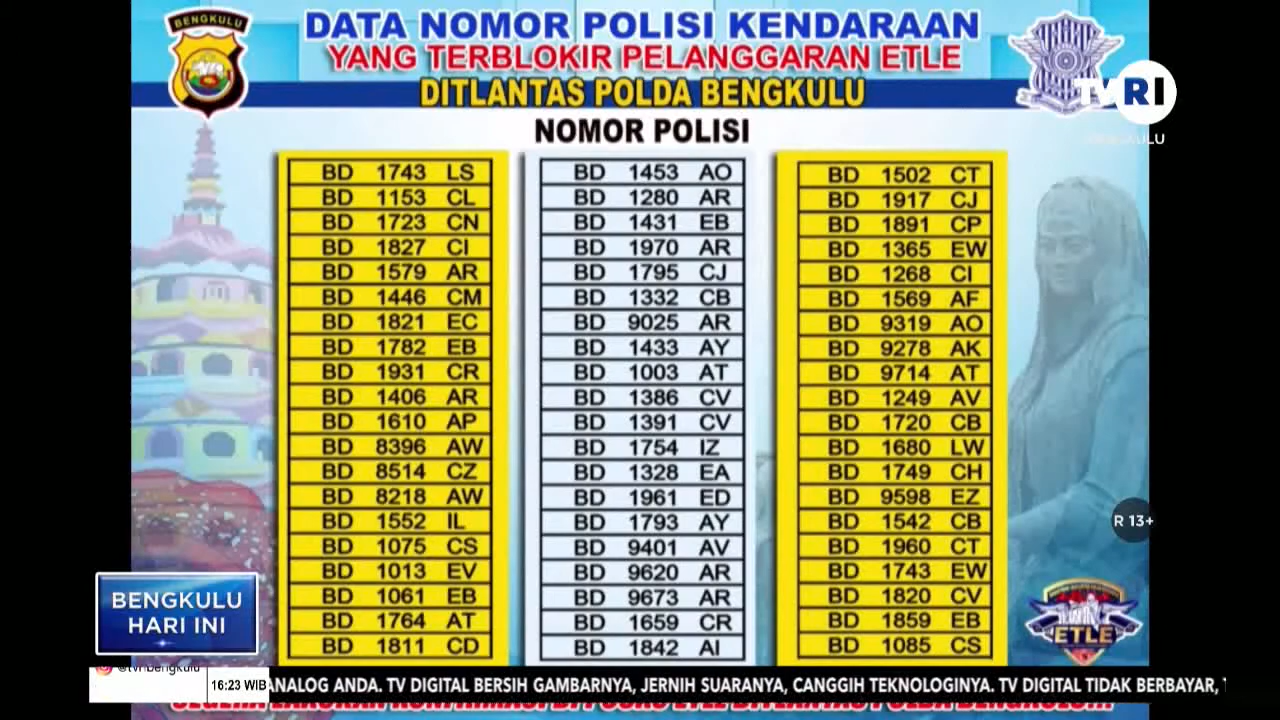 BENGKULU
DATA NOMOR POLISI KENDARAAN
YANG TERBLOKIR PELANGGARAN ETLE
DITLANTAS POLDA BENGKULU
TVRI
BENGKULU
NOMOR POLISI
BD 1743 LS
BD 1153 CL
BD 1723 CN
BD 1827 CI
BD 1579 AR
BD 1446 CM
BD 1821 EC
BD 1782 EB
BD 1931 CR
BD 1406 AR
BD 1610 AP
BD 8396 AW
BD 8514 CZ
BD 8218 AW
BD 1552 IL
BD 1075 CS
BD 1013 EV
BD 1061 EB
BD 1764 AT
BD 1811 CD
BD 1453 AO
BD 1280 AR
BD 1431 EB
BD 1970 AR
BD 1795 CJ
BD 1332 CB
BD 9025 AR
BD 1433 AY
BD 1003 AT
BD 1386 CV
BD 1391 CV
BD 1754 IZ
BD 1328 EA
BD 1961 ED
BD 1793 AY
BD 9401 AV
BD 9620 AR
BD 9673 AR
BD 1659 CR
BD 1842 AI
BD 1502 CT
BD 1917 CJ
BD 1891 CP
BD 1365 EW
BD 1268 CI
BD 1569 AF
BD 9319 AO
BD 9278 AK
BD 9714 AT
BD 1249 AV
BD 1720 CB
BD 1680 LW
BD 1749 CH
BD 9598 EZ
BD 1542 CB
BD 1960 CT
BD 1743 EW
BD 1820 CV
BD 1859 EB
BD 1085 CS
R 13+
ETLE
BENGKULU
HARI INI
@tvribengkulu
16:23 WIB
ANALOG ANDA. TV DIGITAL BERSIH GAMBARNYA, JERNIH SUARANYA, CANGGIH TEKNOLOGINYA. TV DIGITAL TIDAK BERBAYAR,